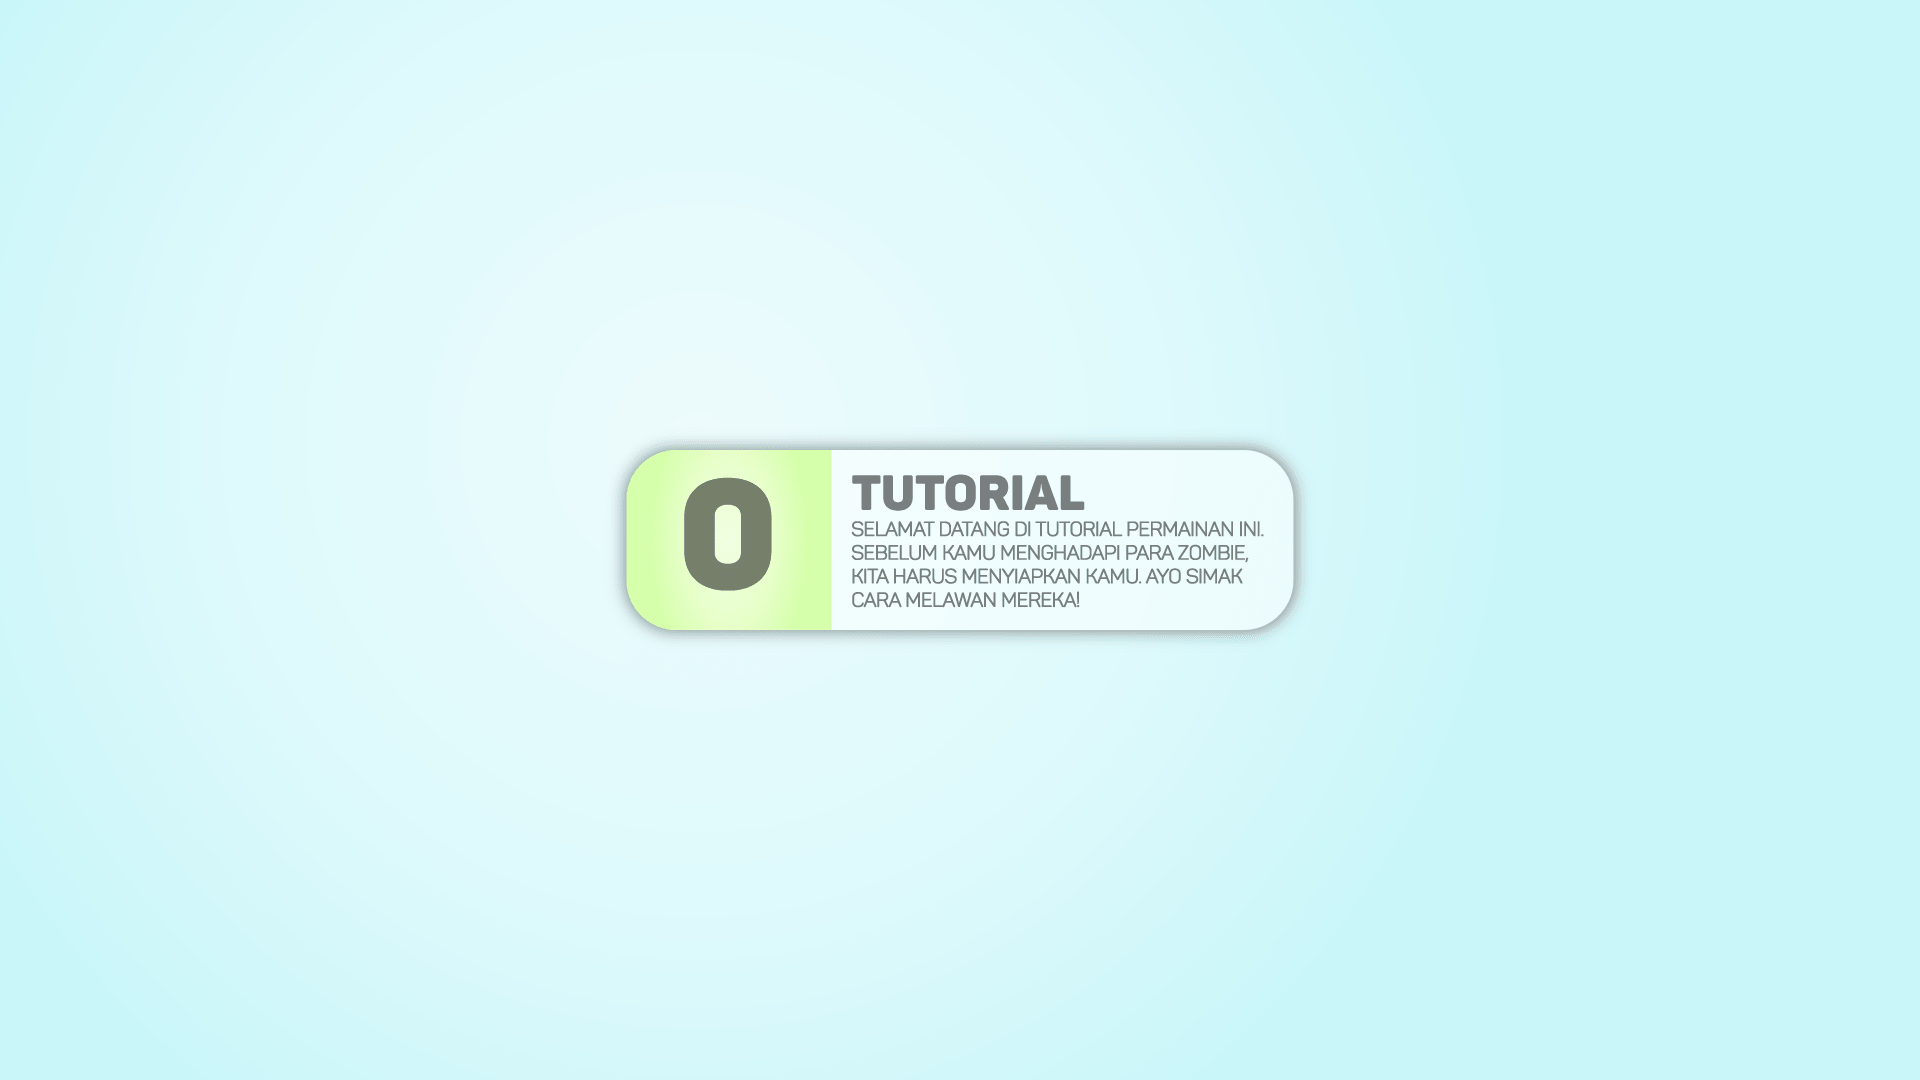 0
TUTORIAL
SELAMAT DATANG DI TUTORIAL PERMAINAN INI.
SEBELUM KAMU MENGHADAPI PARA ZOMBIE,
KITA HARUS MENYIAPKAN KAMU. AYO SIMAK
CARA MELAWAN MEREKA!